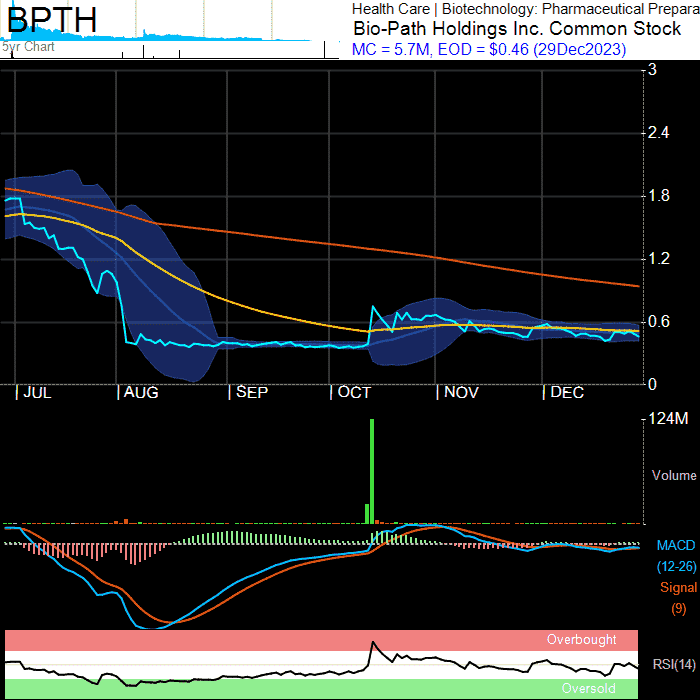 BPTH
5yr Chart
Health Care | Biotechnology: Pharmaceutical Prepara
Bio-Path Holdings Inc. Common Stock
MC = 5.7M, EOD = $0.46 (29Dec2023)
3
2.4
1.8
1.2
0.6
0
JUL AUG SEP OCT NOV DEC
124M
Volume
MACD
(12-26)
Signal
(9)
Overbought
RSI(14)
Oversold